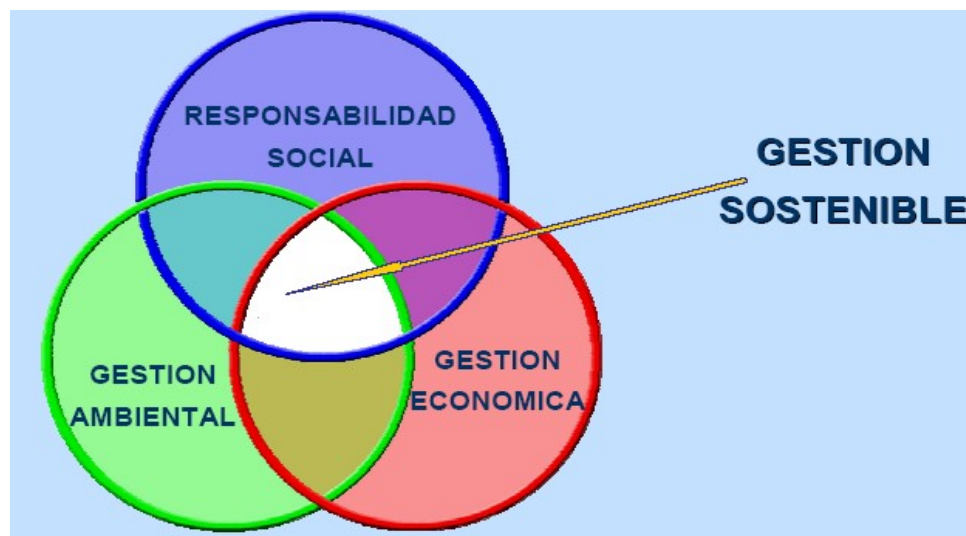 RESPONSABILIDAD
SOCIAL
GESTION
SOSTENIBLE
GESTION
AMBIENTAL
GESTION
ECONOMICA